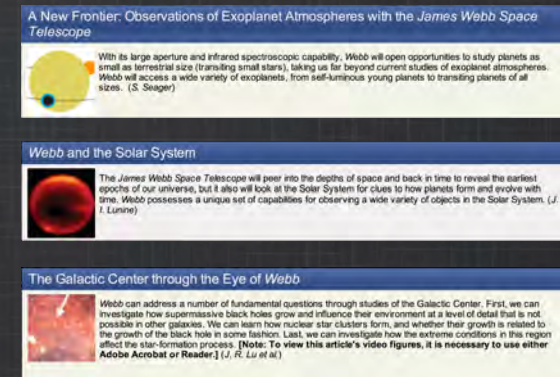 A New Frontier: Observations of Exoplanet Atmospheres with the James Webb Space
Telescope
With its large aperture and infrared spectroscopic capability, Webb will open opportunities to study planets as
small as terrestrial size (transiting small stars), taking us far beyond current studies of exoplanet atmospheres.
Webb will access a wide variety of exoplanets, from self-luminous young planets to transiting planets of all
sizes. (S. Seager)
Webb and the Solar System
The James Webb Space Telescope will peer into the depths of space and back in time to reveal the earliest
epochs of our universe, but it also will look at the Solar System for clues to how planets form and evolve with
time. Webb possesses a unique set of capabilities for observing a wide variety of objects in the Solar System. (J.
I. Lunine)
The Galactic Center through the Eye of Webb
Webb can address a number of fundamental questions through studies of the Galactic Center. First, we can
investigate how supermassive black holes grow and influence their environment at a level of detail that is not
possible in other galaxies. We can learn how nuclear star clusters form, and whether their growth is related to
the growth of the black hole in some fashion. Last, we can investigate how the extreme conditions in this region
affect the star-formation process. [Note: To view this article's video figures, it is necessary to use either
Adobe Acrobat or Reader.] (J. R. Lu et al.)